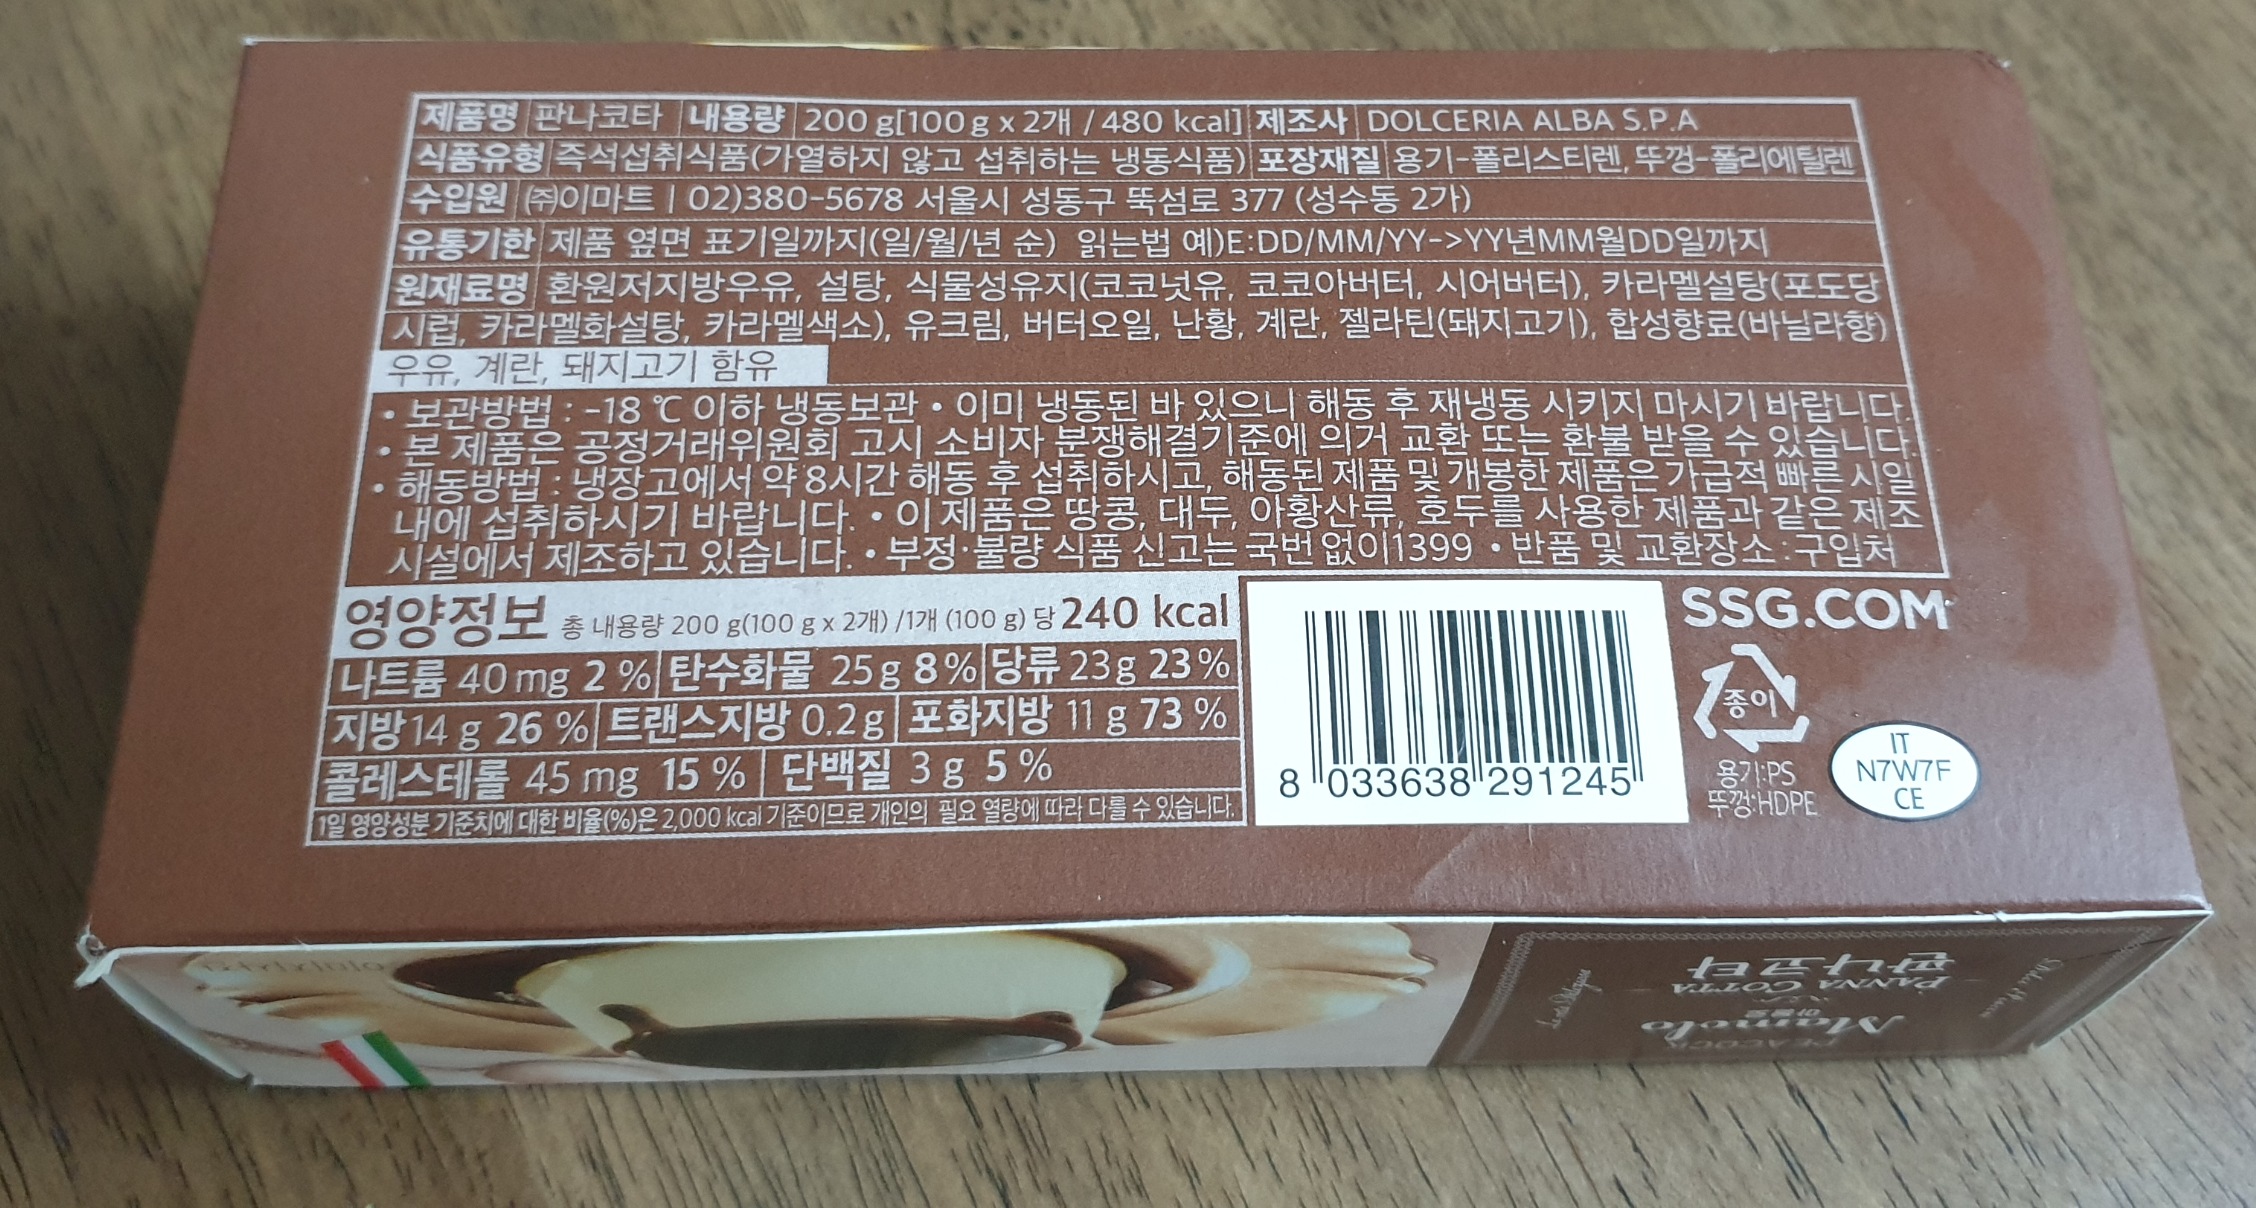 제품명 판나코타 내용량 200 g[100 g x 2개 / 480 kcal] 제조사 DOLCERIA ALBA S.P.A
식품유형 즉석섭취식품(가열하지 않고 섭취하는 냉동식품) 포장재질 용기-폴리스티렌, 뚜껑-폴리에틸렌
수입원 ㈜이마트 | 02)380-5678 서울시 성동구 뚝섬로 377 (성수동 2가)
유통기한 제품 옆면 표기일까지(일/월/년 순) 읽는법 예)E:DD/MM/YY->YY년MM월DD일까지
원재료명 환원저지방우유, 설탕, 식물성유지(코코넛유, 코코아버터, 시어버터), 카라멜설탕(포도당
시럽, 카라멜화설탕, 카라멜색소), 유크림, 버터오일, 난황, 계란, 젤라틴(돼지고기), 합성향료(바닐라향)
우유, 계란, 돼지고기 함유
• 보관방법 : -18 ℃ 이하 냉동보관 • 이미 냉동된 바 있으니 해동 후 재냉동 시키지 마시기 바랍니다.
• 본 제품은 공정거래위원회 고시 소비자 분쟁해결기준에 의거 교환 또는 환불 받을 수 있습니다.
• 해동방법 : 냉장고에서 약 8시간 해동 후 섭취하시고, 해동된 제품 및 개봉한 제품은 가급적 빠른 시일
내에 섭취하시기 바랍니다. • 이 제품은 땅콩, 대두, 아황산류, 호두를 사용한 제품과 같은 제조
시설에서 제조하고 있습니다. • 부정·불량 식품 신고는 국번 없이 1399 • 반품 및 교환장소 : 구입처
영양정보 총 내용량 200 g(100 g x 2개) /1개 (100 g) 당 240 kcal
나트륨 40 mg 2 % 탄수화물 25 g 8 % 당류 23 g 23 %
지방 14 g 26 % 트랜스지방 0.2 g 포화지방 11 g 73 %
콜레스테롤 45 mg 15 % 단백질 3 g 5 %
1일 영양성분 기준치에 대한 비율(%)은 2,000 kcal 기준이므로 개인의 필요 열량에 따라 다를 수 있습니다.
8 033638 291245
SSG.COM
종이
용기:PS
뚜껑:HDPE
IT
N7W7F
CE
판나코타
PANNA COTTA
마몰로
Mamolo
PEACOCK